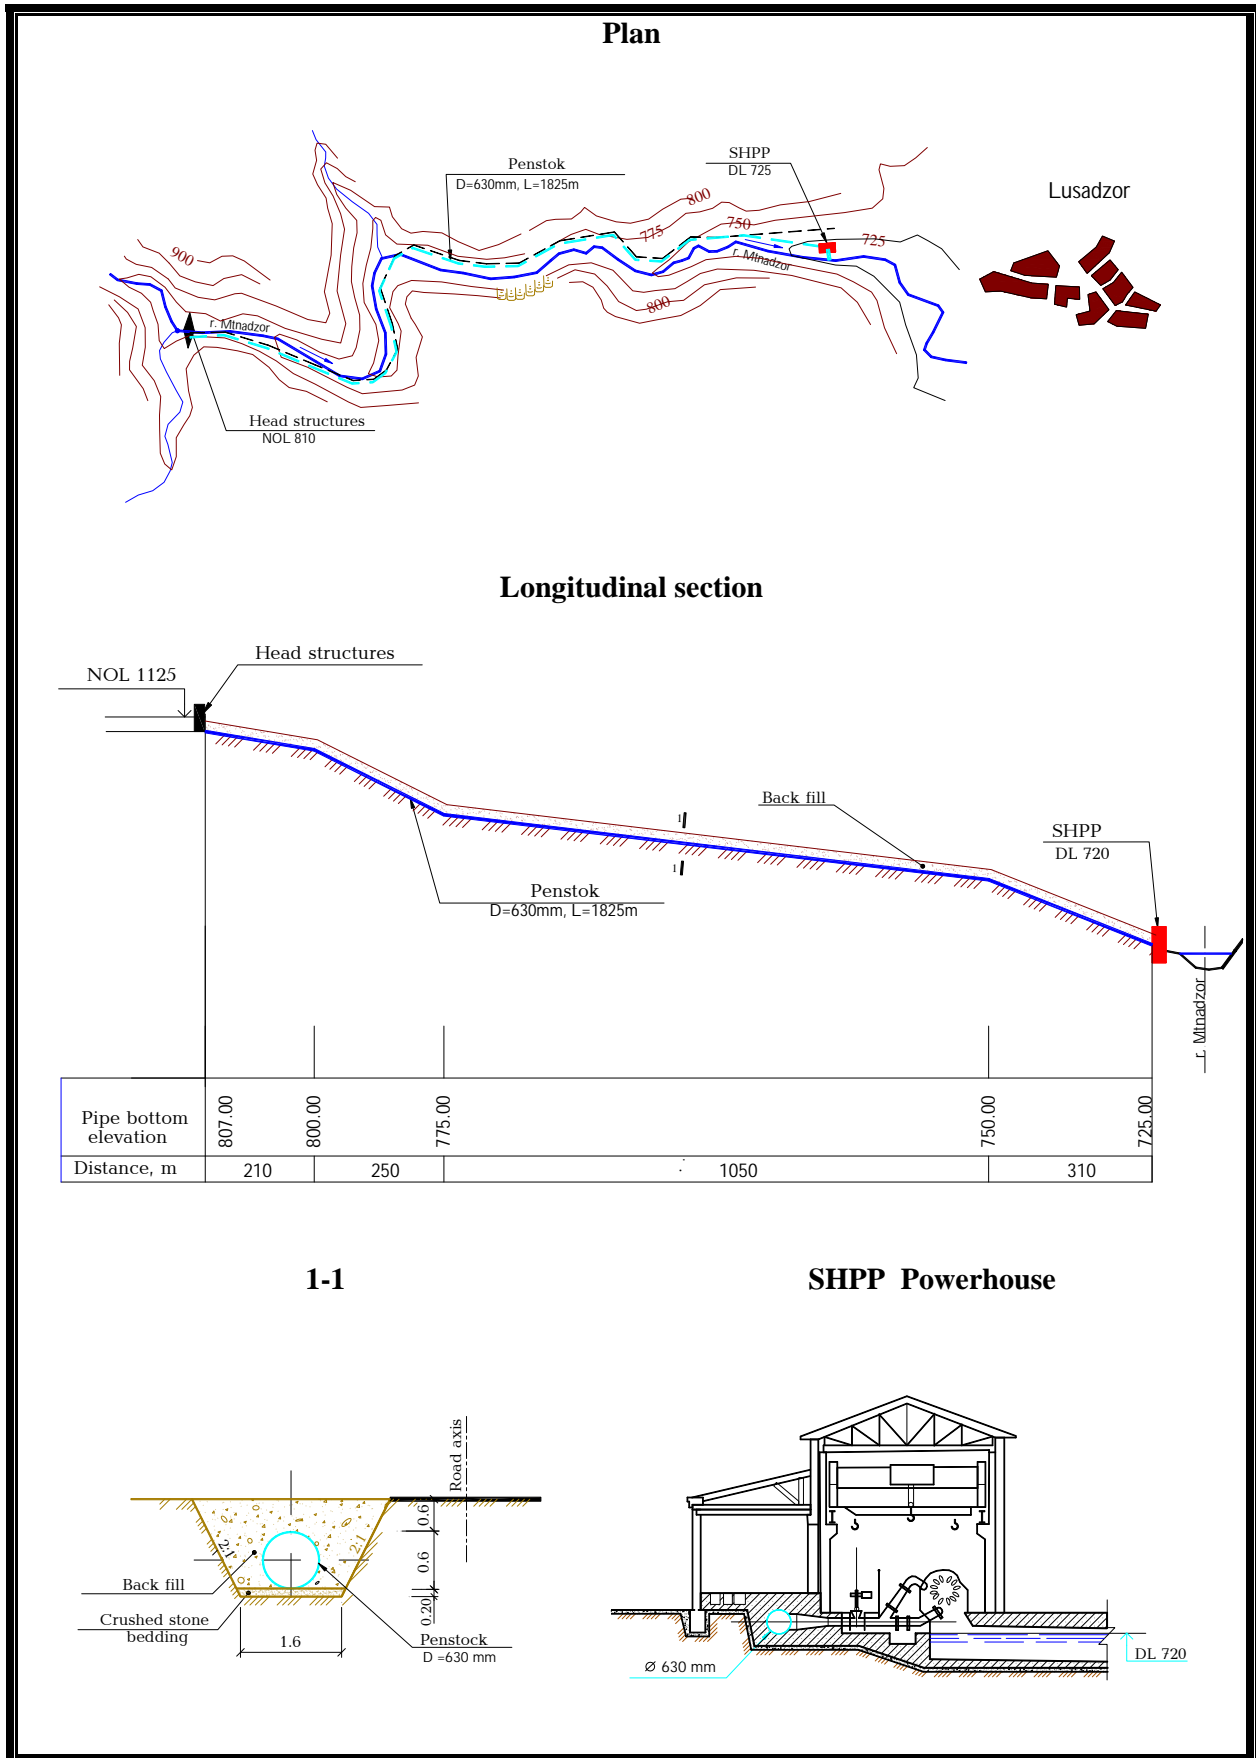 Plan
Penstok
D=630mm, L=1825m
SHPP
DL 725
Lusadzor
800
775
750
725
900
r. Mtnadzor
800
r. Mtnadzor
Head structures
NOL 810
Longitudinal section
Head structures
NOL 1125
Back fill
1
SHPP
DL 720
1
Penstok
D=630mm, L=1825m
r. Mtnadzor
Pipe bottom
elevation
807.00
800.00
775.00
750.00
725.00
Distance, m
210
250
1050
310
1-1
SHPP Powerhouse
Road axis
0.6
2:1
2:1
0.6
Back fill
0.20
Crushed stone
bedding
1.6
Penstock
D =630 mm
Ø 630 mm
DL 720